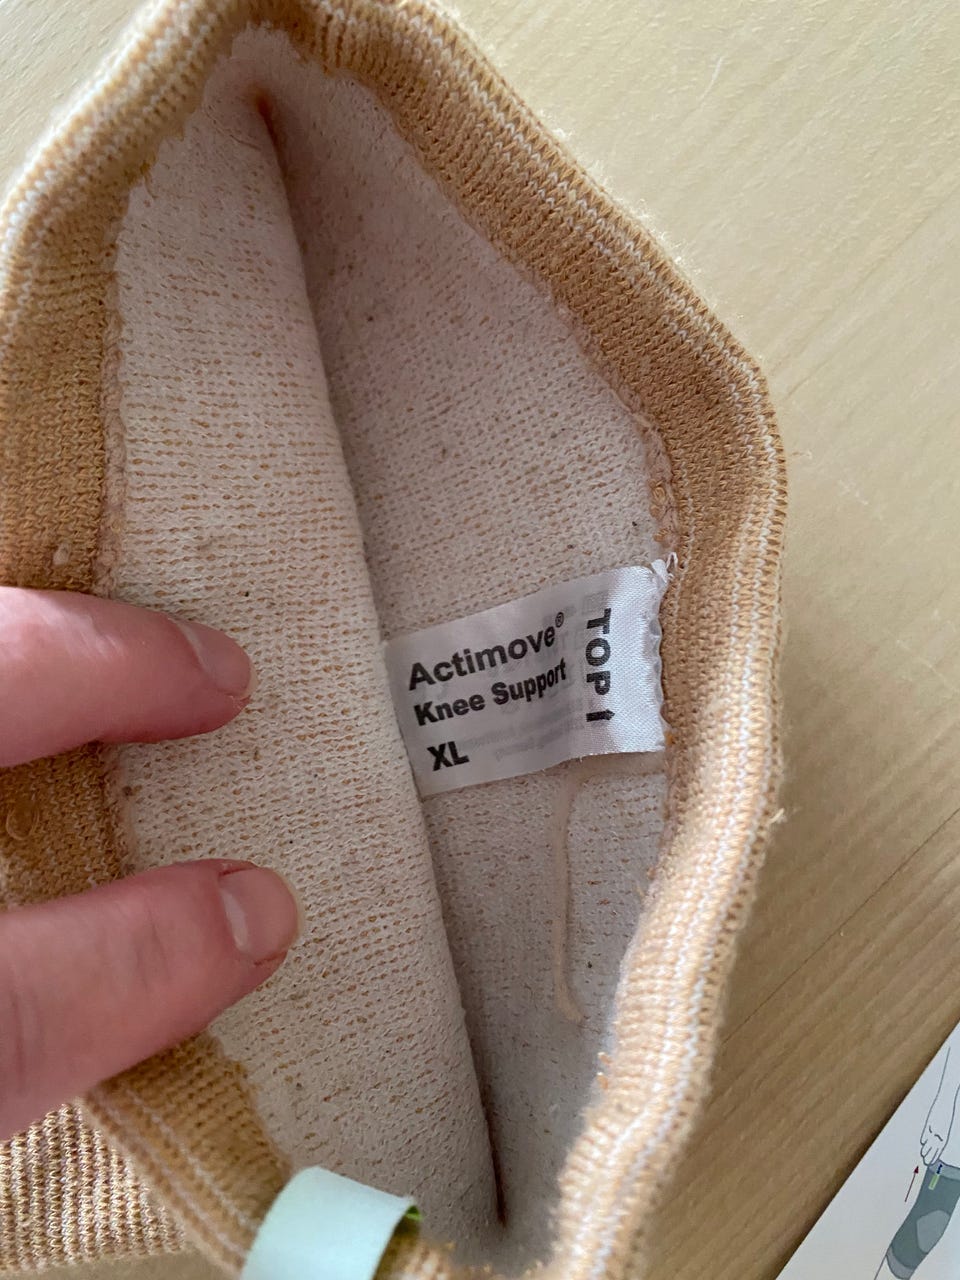 Actimove®
Knee Support
XL
TOP ↑